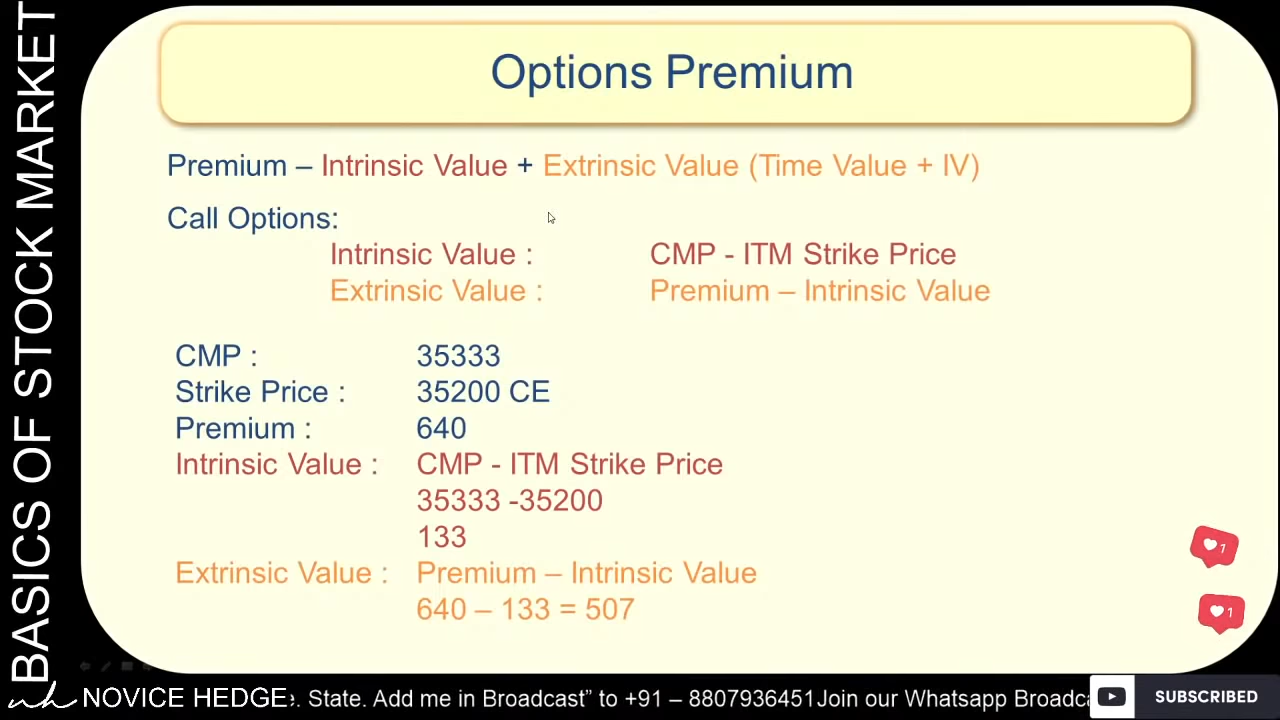 BASICS OF STOCK MARKET
Options Premium
Premium – Intrinsic Value + Extrinsic Value (Time Value + IV)
Call Options:
Intrinsic Value : CMP - ITM Strike Price
Extrinsic Value : Premium – Intrinsic Value
CMP : 35333
Strike Price : 35200 CE
Premium : 640
Intrinsic Value : CMP - ITM Strike Price
35333 -35200
133
Extrinsic Value : Premium – Intrinsic Value
640 – 133 = 507
1
1
nh NOVICE HEDGE e. State. Add me in Broadcast” to +91 – 8807936451Join our Whatsapp Broadca SUBSCRIBED